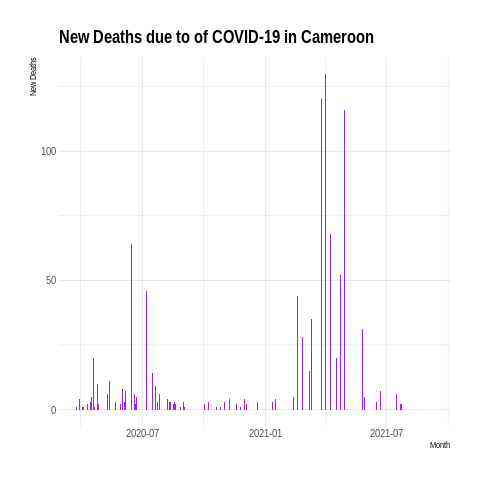 New Deaths due to of COVID-19 in Cameroon
New Deaths
100
50
0
2020-07
2021-01
2021-07
Month